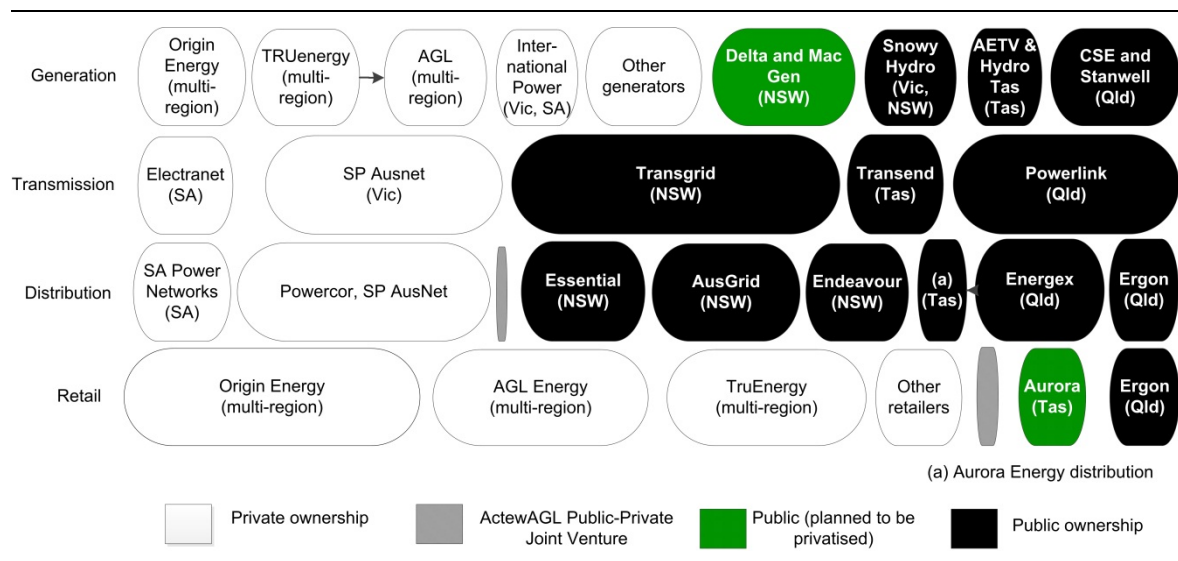 Generation
Origin
Energy
(multi-
region)
TRUenergy
(multi-
region)
AGL
(multi-
region)
Inter-
national
Power
(Vic, SA)
Other
generators
Delta and Mac
Gen
(NSW)
Snowy
Hydro
(Vic,
NSW)
AETV &
Hydro
Tas
(Tas)
CSE and
Stanwell
(Qld)
Transmission
Electranet
(SA)
SP Ausnet
(Vic)
Transgrid
(NSW)
Transend
(Tas)
Powerlink
(Qld)
Distribution
SA Power
Networks
(SA)
Powercor, SP AusNet
Essential
(NSW)
AusGrid
(NSW)
Endeavour
(NSW)
(a)
(Tas)
Energex
(Qld)
Ergon
(Qld)
Retail
Origin Energy
(multi-region)
AGL Energy
(multi-region)
TruEnergy
(multi-region)
Other
retailers
Aurora
(Tas)
Ergon
(Qld)
(a) Aurora Energy distribution
Private ownership
ActewAGL Public-Private
Joint Venture
Public (planned to be
privatised)
Public ownership